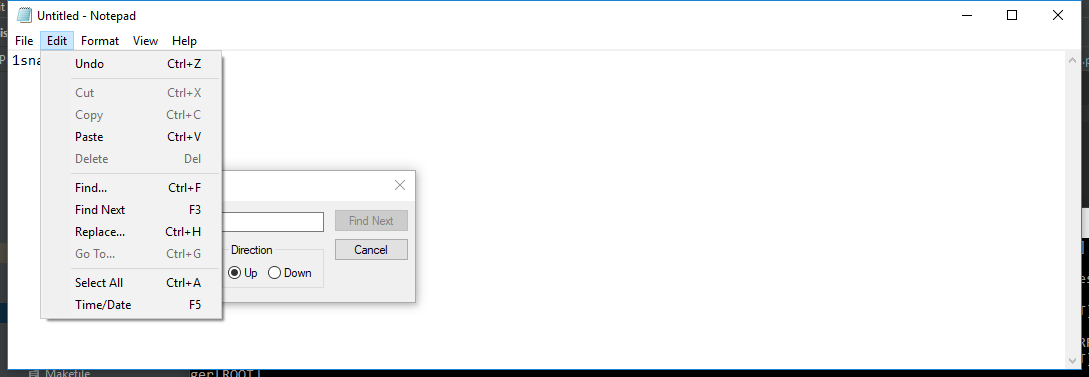 Untitled - Notepad
File Edit Format View Help
1sna
Undo Ctrl+Z
Cut Ctrl+X
Copy Ctrl+C
Paste Ctrl+V
Delete Del
Find... Ctrl+F
Find Next F3
Replace... Ctrl+H
Go To... Ctrl+G
Select All Ctrl+A
Time/Date F5
Find Next
Direction
Cancel
Up Down
Makefile
ger[ROOT]